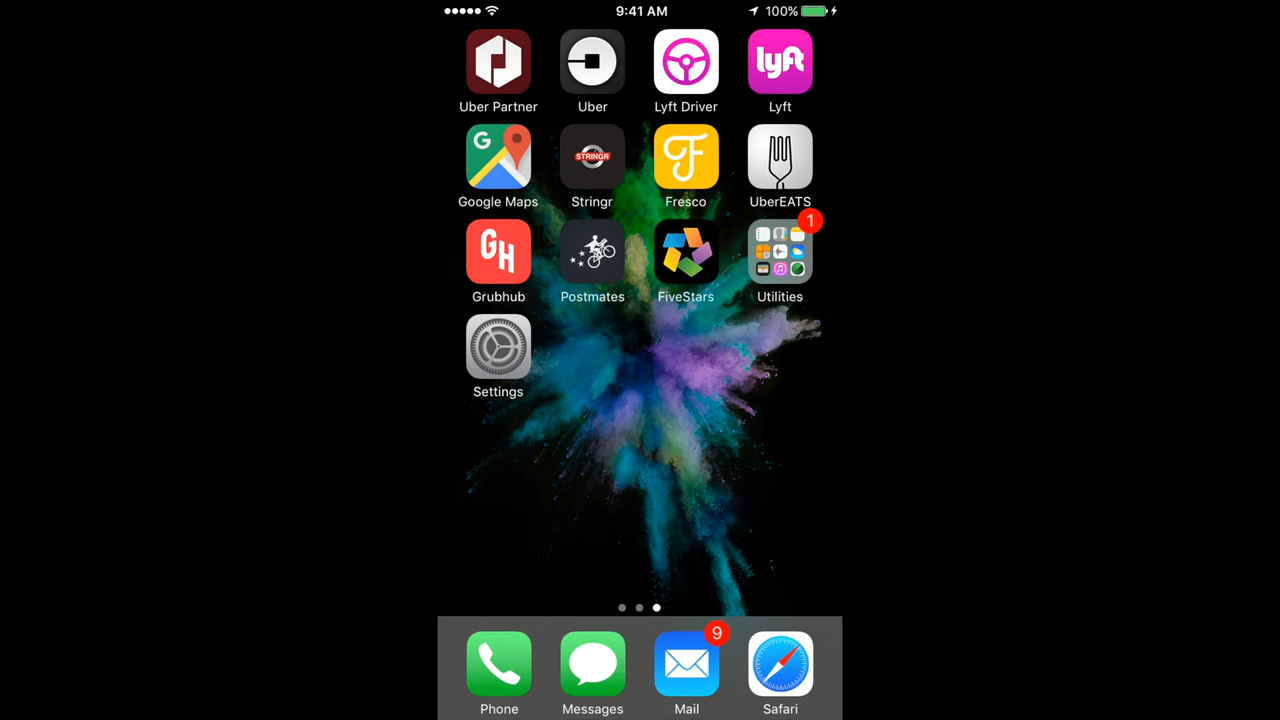 9:41 AM 100%
Uber Partner Uber Lyft Driver lyft Lyft
G STRINGR F
Google Maps Stringr Fresco UberEATS
1
GH
Grubhub Postmates FiveStars Utilities
Settings
9
Phone Messages Mail Safari